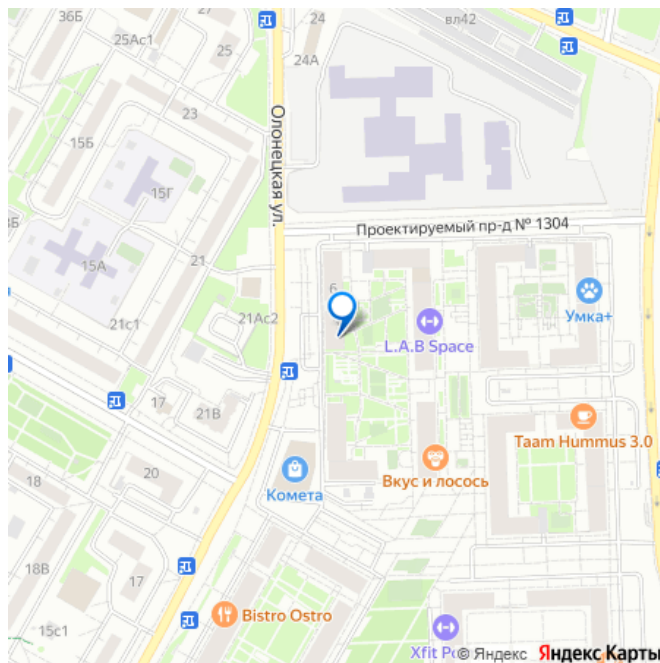 36Б
24
вл42
25Ас1
25
24А
23
15Б
Олонецкая ул.
15Г
Проектируемый пр-д № 1304
15А
21
6
21с1
21Ас2
Умка+
L.A.B Space
17
21В
Taam Hummus 3.0
20
Комета
Вкус и лосось
18
18В
17
15с1
Bistro Ostro
Xfit Р
© Яндекс Яндекс Карты